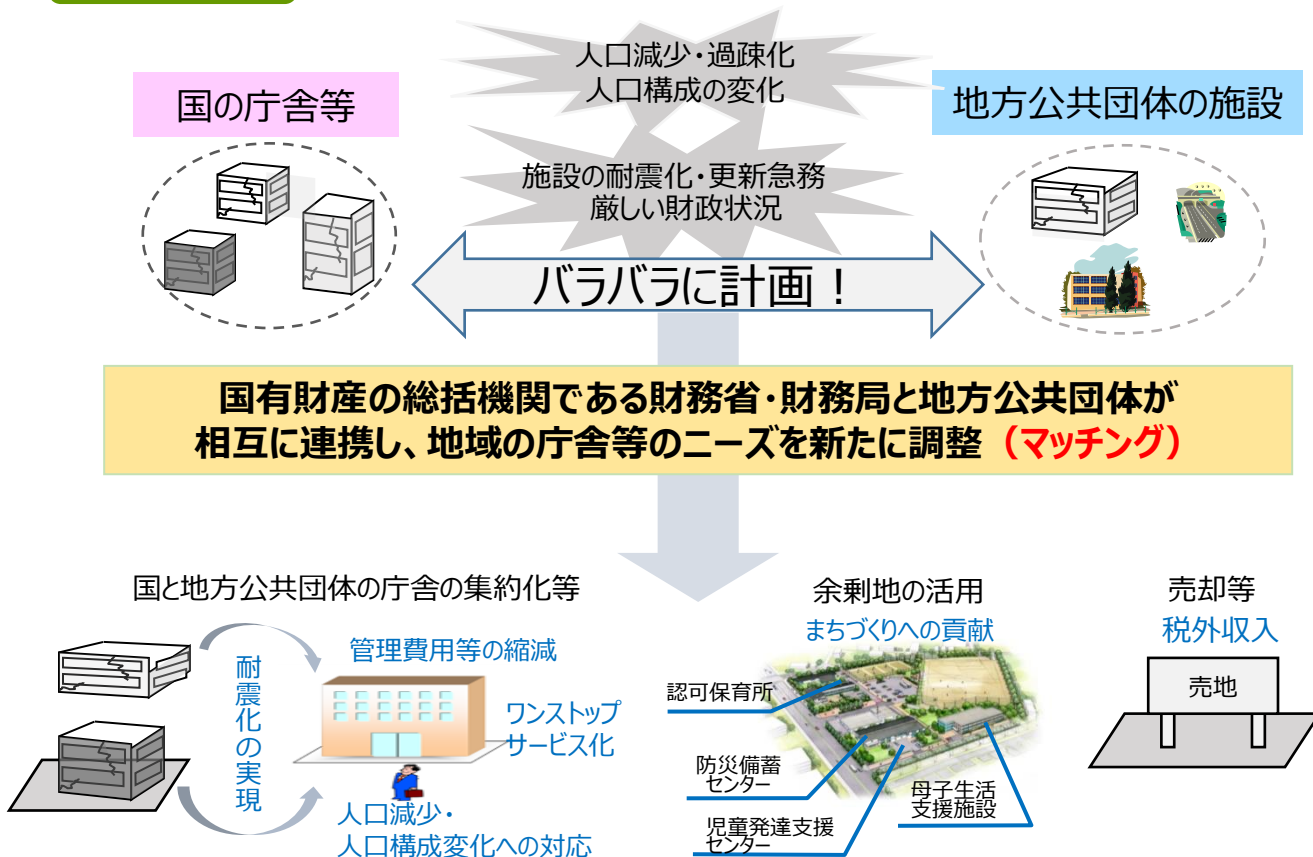 人口減少・過疎化
人口構成の変化
国の庁舎等
地方公共団体の施設
施設の耐震化・更新急務
厳しい財政状況
バラバラに計画！
国有財産の総括機関である財務省・財務局と地方公共団体が
相互に連携し、地域の庁舎等のニーズを新たに調整（マッチング）
国と地方公共団体の庁舎の集約化等
耐震化の実現
管理費用等の縮減
ワンストップ
サービス化
人口減少・
人口構成変化への対応
余剰地の活用
まちづくりへの貢献
認可保育所
防災備蓄
センター
児童発達支援
センター
母子生活
支援施設
売却等
税外収入
売地